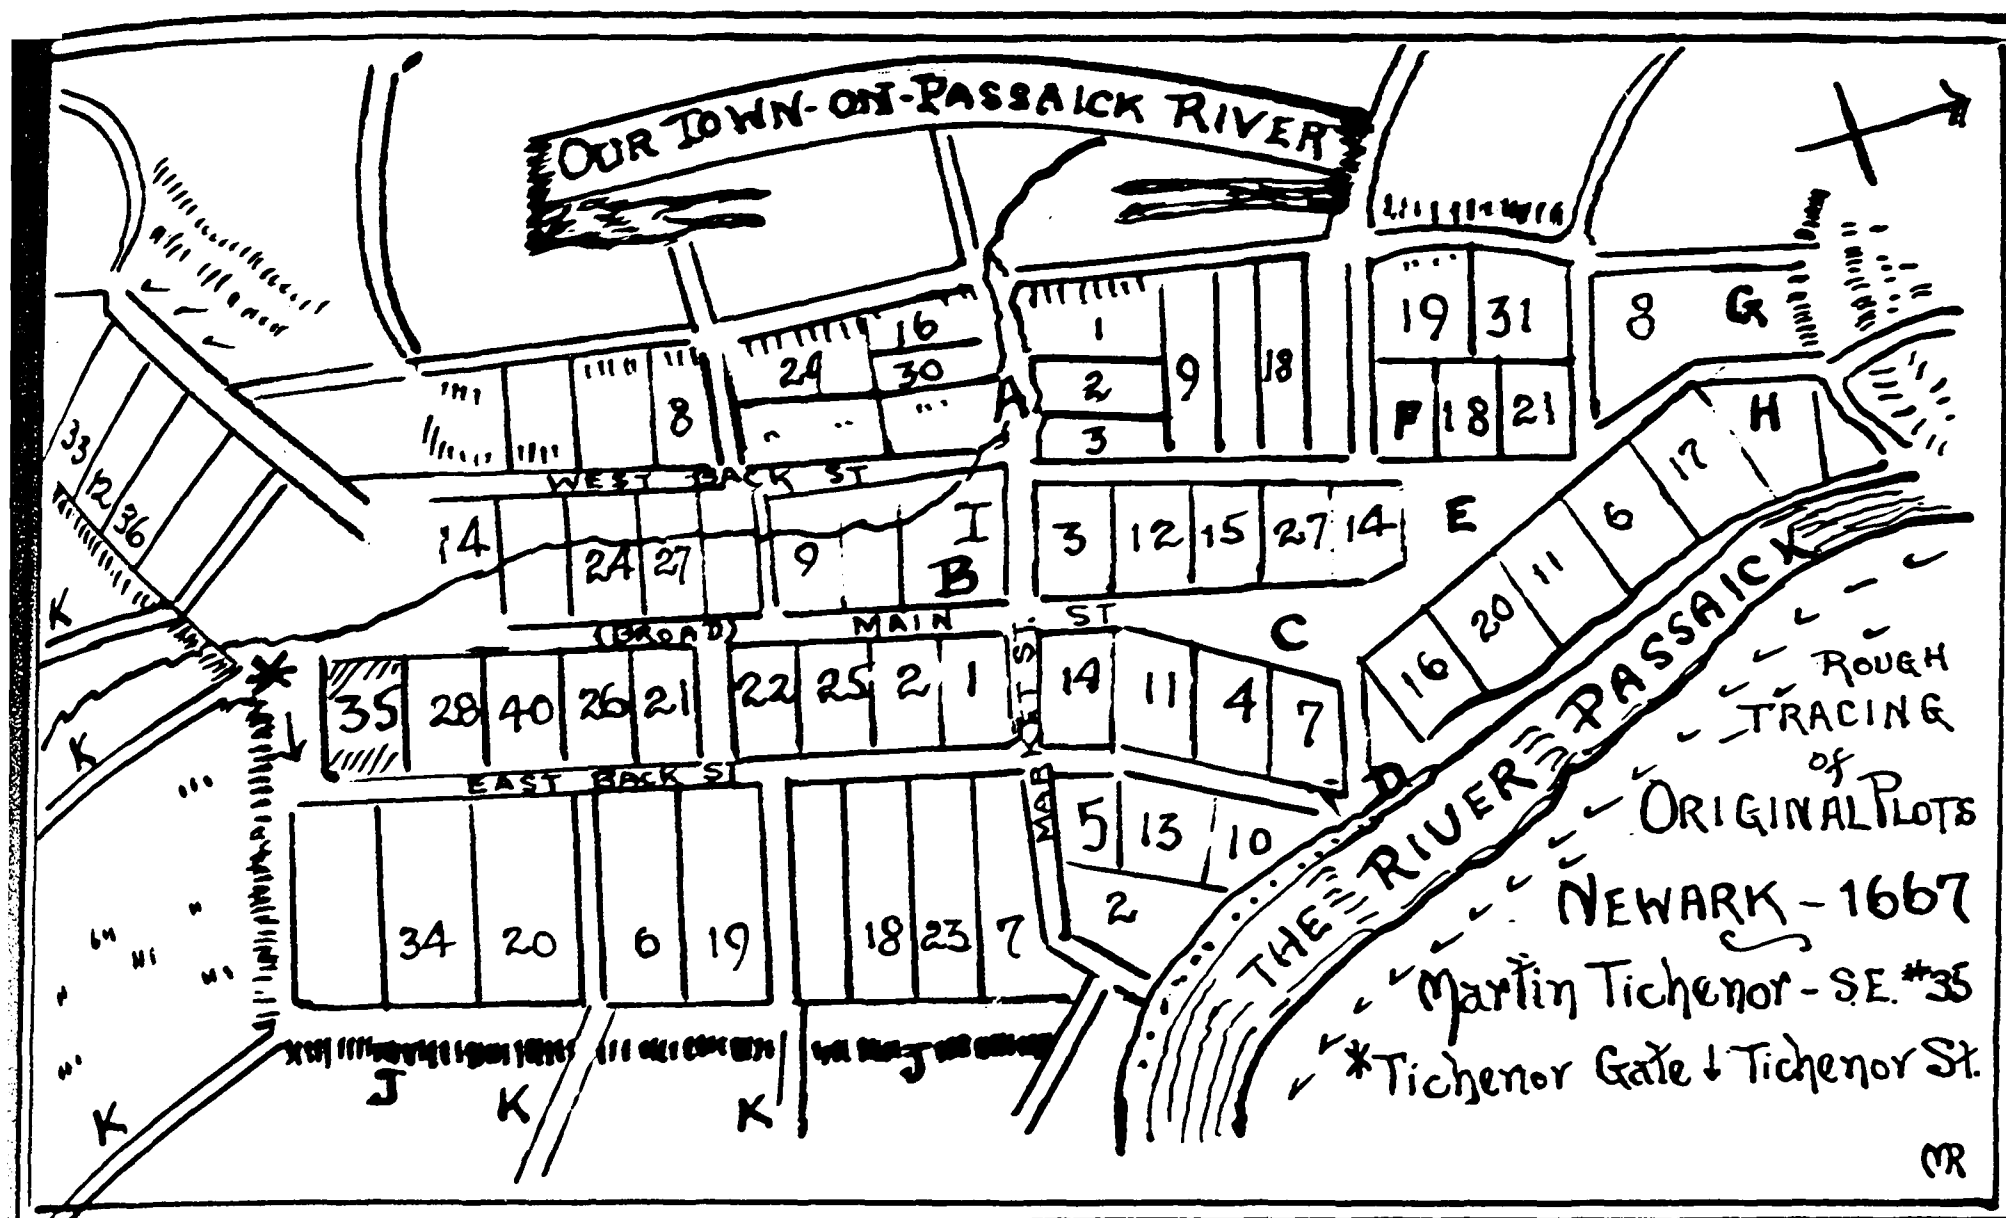 OUR TOWN-ON-PASSAICK RIVER
N
1
16
24
30
2
3
9
18
19
31
8
G
8
A
F
18
21
17
H
33
12
36
WEST BACK ST
14
24
27
9
I
B
3
12
15
27
14
E
6
11
20
16
K
(BROAD)
MAIN
ST
C
*
35
28
40
26
21
22
25
2
1
MARKET ST.
14
11
4
7
K
EAST BACK ST
D
5
13
10
2
34
20
6
19
18
23
7
THE RIVER PASSAICK
ROUGH
TRACING
of
ORIGINAL PLOTS
NEWARK - 1667
Martin Tichenor - S.E. #35
*Tichenor Gate ↓ Tichenor St.
J
J
K
K
K
MR